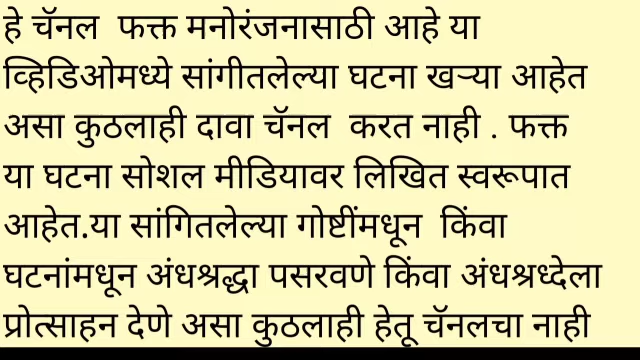 हे चॅनल  फक्त मनोरंजनासाठी आहे या
व्हिडिओमध्ये सांगीतलेल्या घटना खऱ्या आहेत
असा कुठलाही दावा चॅनल  करत नाही . फक्त
या घटना सोशल मीडियावर लिखित स्वरूपात
आहेत.या सांगितलेल्या गोष्टींमधून  किंवा
घटनांमधून अंधश्रद्धा पसरवणे किंवा अंधश्रध्देला
प्रोत्साहन देणे असा कुठलाही हेतू चॅनलचा नाही